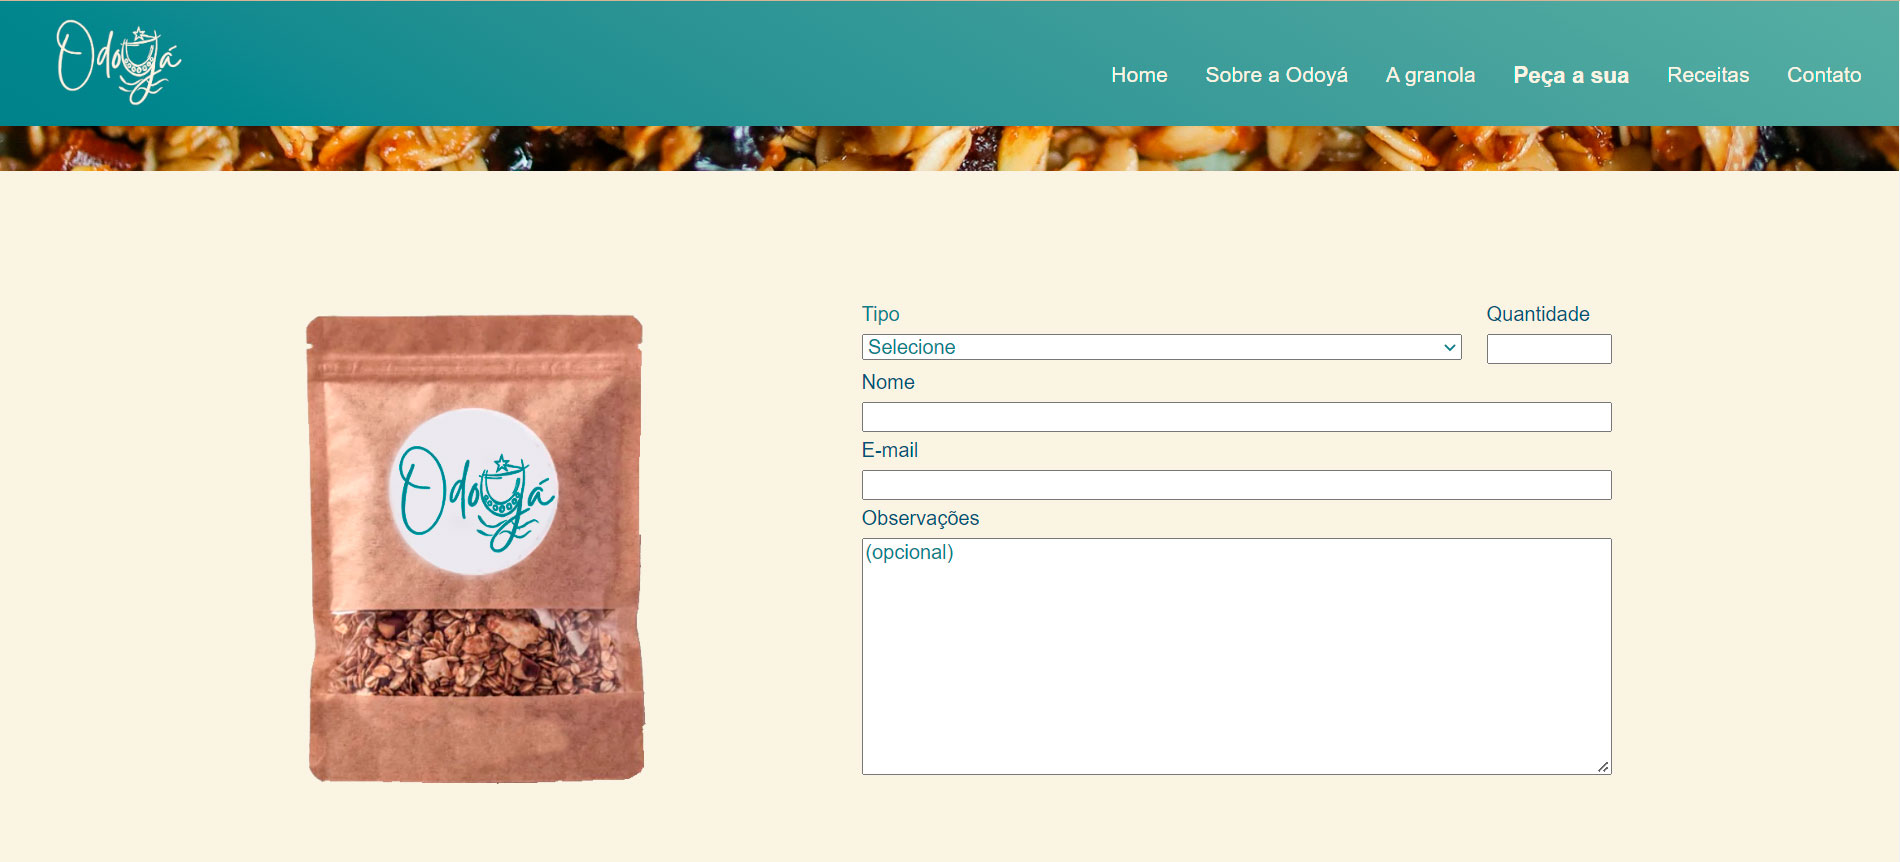 Odoyá
Home Sobre a Odoyá A granola Peça a sua Receitas Contato
Tipo Quantidade
Selecione
Nome
E-mail
Observações
(opcional)
Odoyá